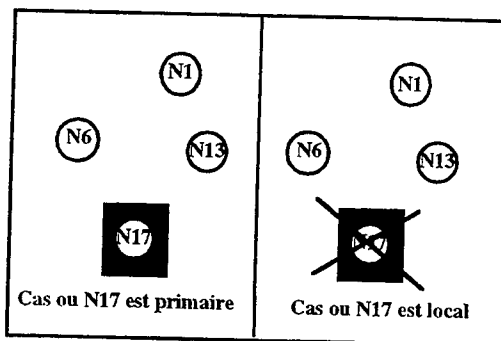 N1
N6
N13
N17
Cas ou N17 est primaire
N1
N6
N13
Cas ou N17 est local